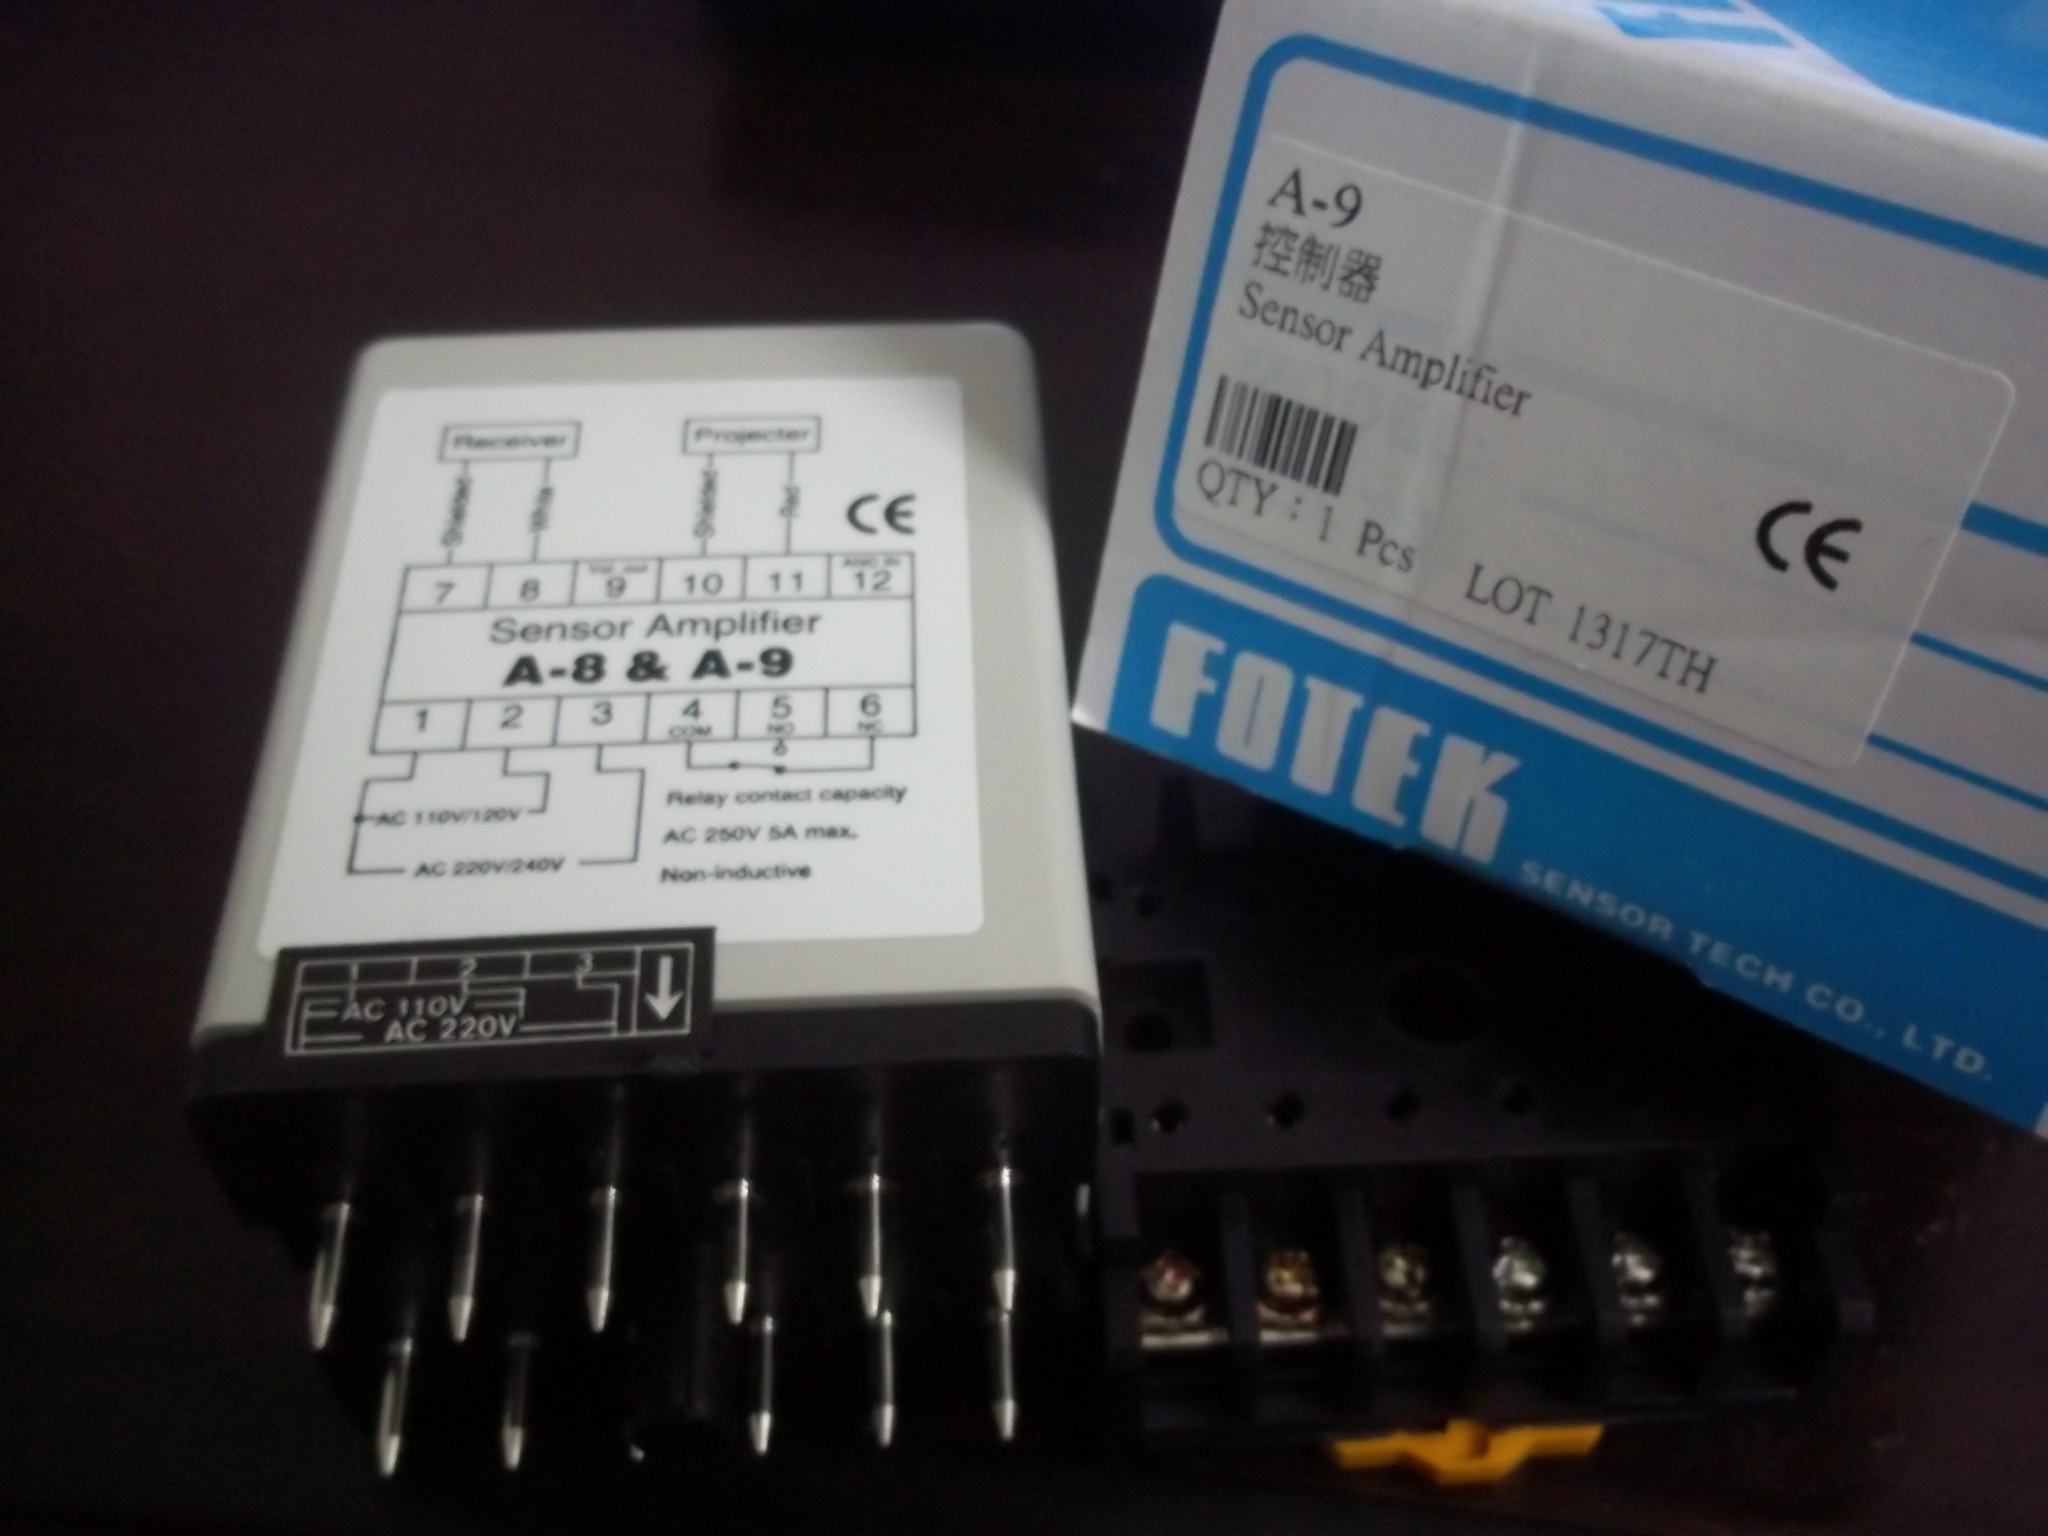 Receiver
Projecter
Shielded
White
Shielded
Red
CE
7 8 9 10 11 12
Sensor Amplifier
A-8 & A-9
1 2 3 4 5 6
COM NO NC
AC 110V/120V
AC 220V/240V
Relay contact capacity
AC 250V 5A max.
Non-inductive
1 2 3
AC 110V
AC 220V
A-9
控制器
Sensor Amplifier
QTY : 1 Pcs
LOT 1317TH
CE
FOTEK
SENSOR TECH CO., LTD.